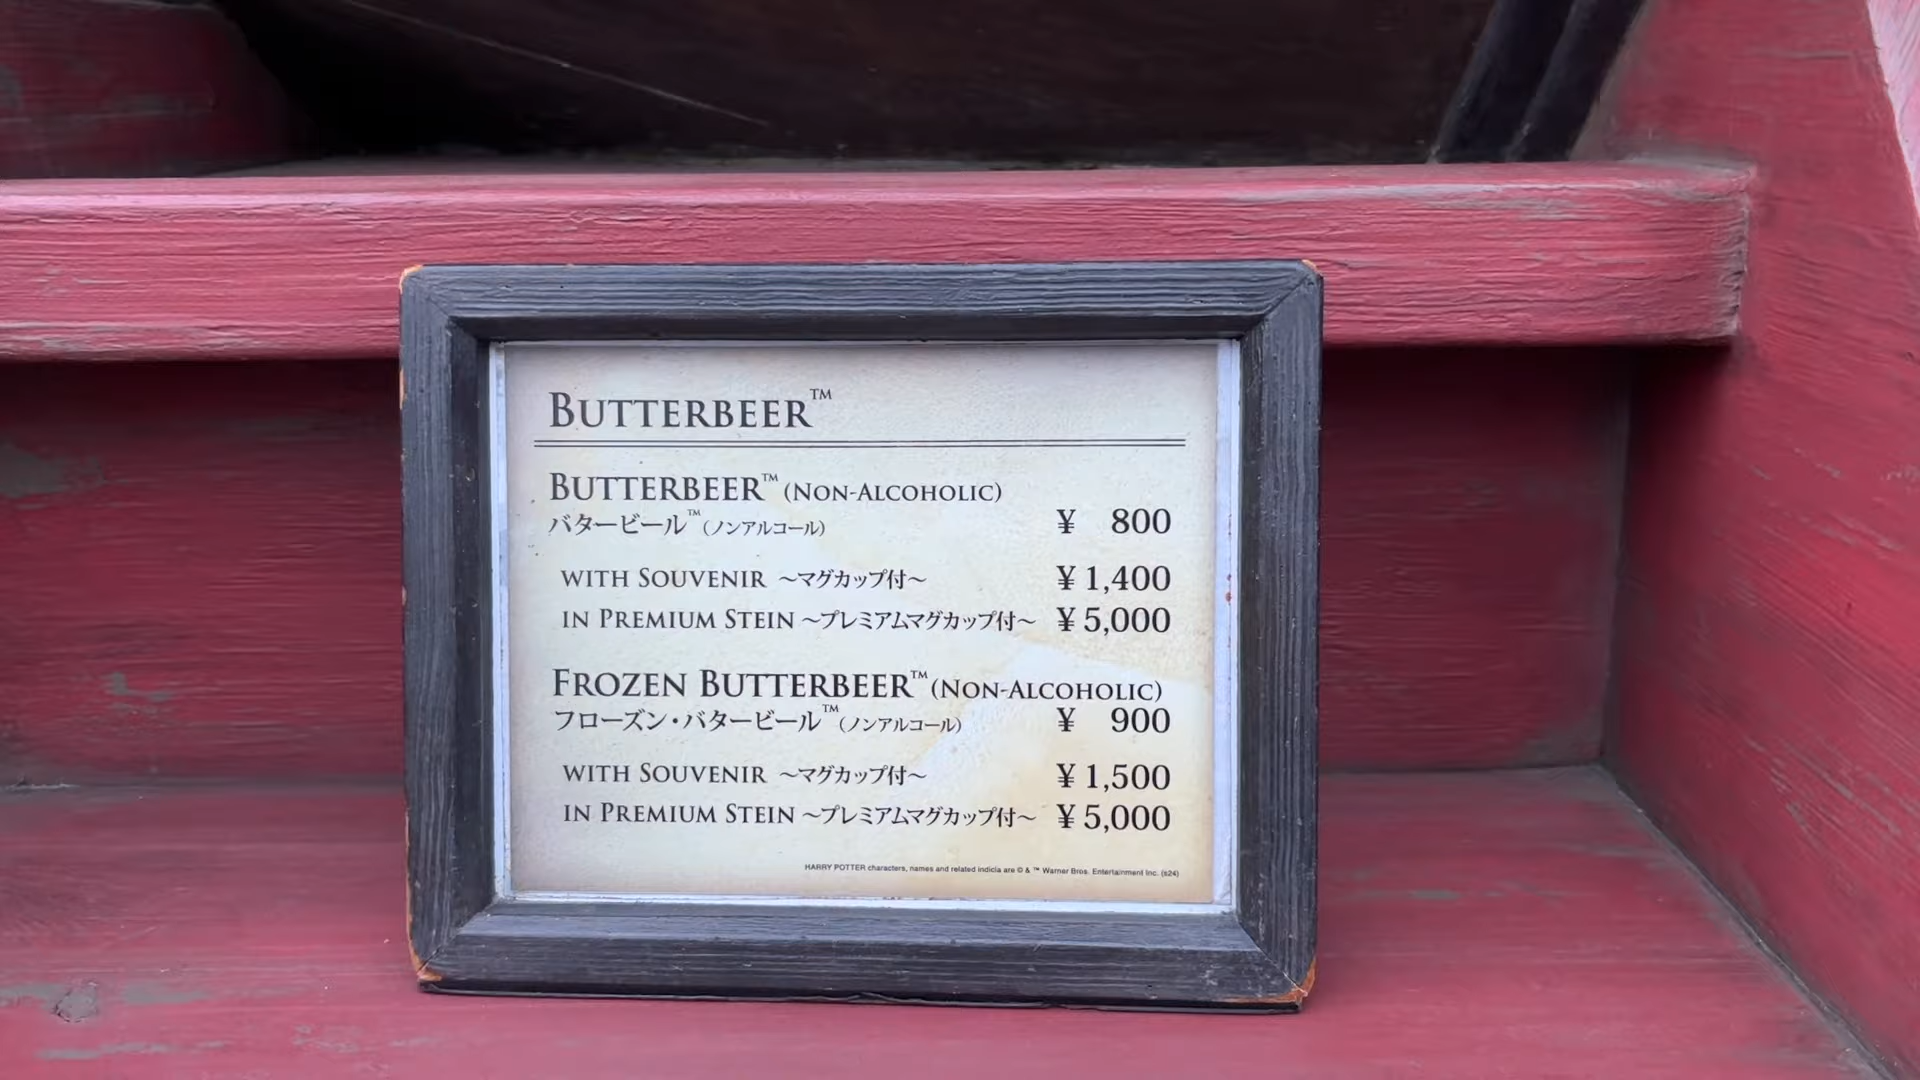 BUTTERBEER™
BUTTERBEER™ (NON-ALCOHOLIC)
バタービール™ (ノンアルコール) ¥ 800
WITH SOUVENIR ～マグカップ付～ ¥1,400
IN PREMIUM STEIN ～プレミアムマグカップ付～ ¥5,000
FROZEN BUTTERBEER™ (NON-ALCOHOLIC)
フローズン・バタービール™ (ノンアルコール) ¥ 900
WITH SOUVENIR ～マグカップ付～ ¥1,500
IN PREMIUM STEIN ～プレミアムマグカップ付～ ¥5,000
HARRY POTTER characters, names and related indicia are © & ™ Warner Bros. Entertainment Inc. (s24)